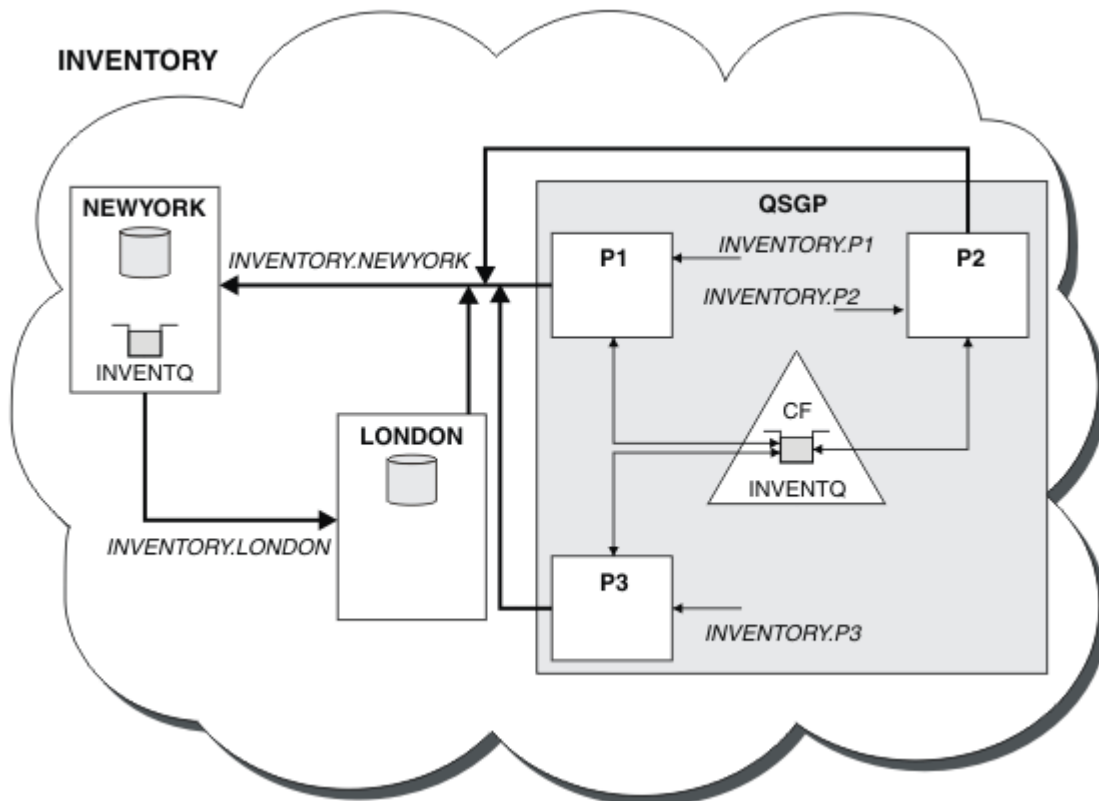 INVENTORY
NEWYORK
INVENTQ
INVENTORY.NEWYORK
LONDON
INVENTORY.LONDON
QSGP
P1
INVENTORY.P1
P2
INVENTORY.P2
CF
INVENTQ
P3
INVENTORY.P3